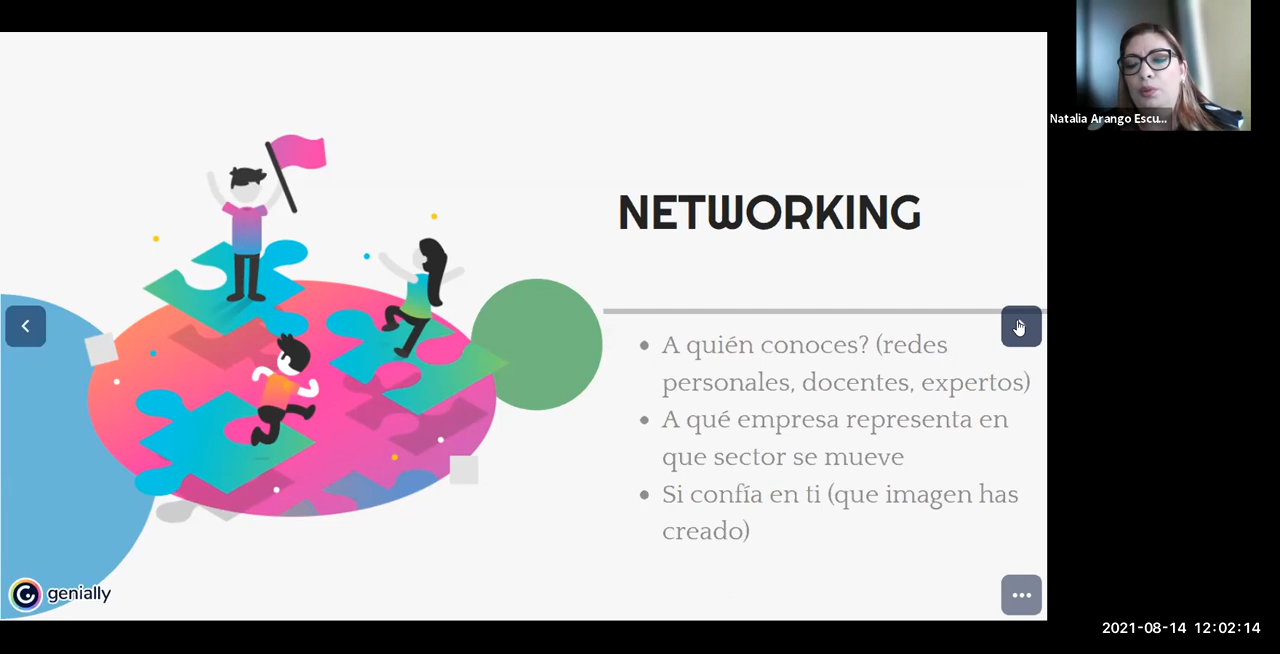 Natalia Arango Escu...
NETWORKING
A quién conoces? (redes
personales, docentes, expertos)
A qué empresa representa en
que sector se mueve
Si confía en ti (que imagen has
creado)
genially
2021-08-14 12:02:14